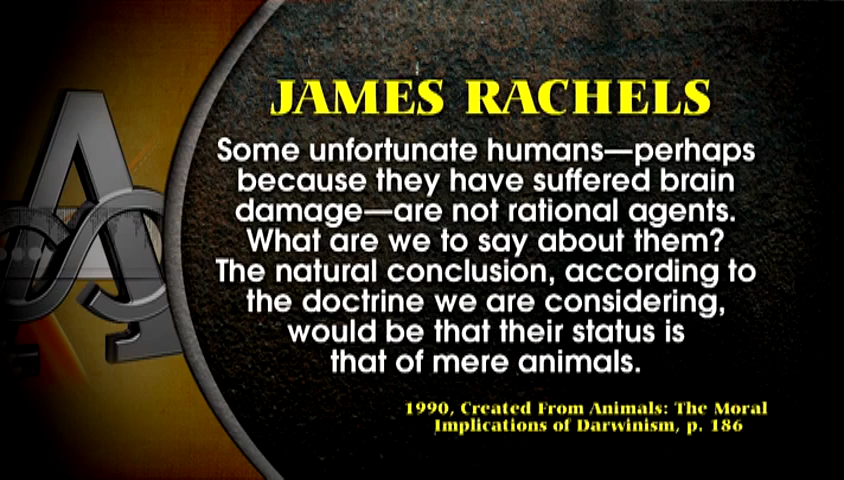 JAMES RACHELS
Some unfortunate humans—perhaps
because they have suffered brain
damage—are not rational agents.
What are we to say about them?
The natural conclusion, according to
the doctrine we are considering,
would be that their status is
that of mere animals.
1990, Created From Animals: The Moral
Implications of Darwinism, p. 186